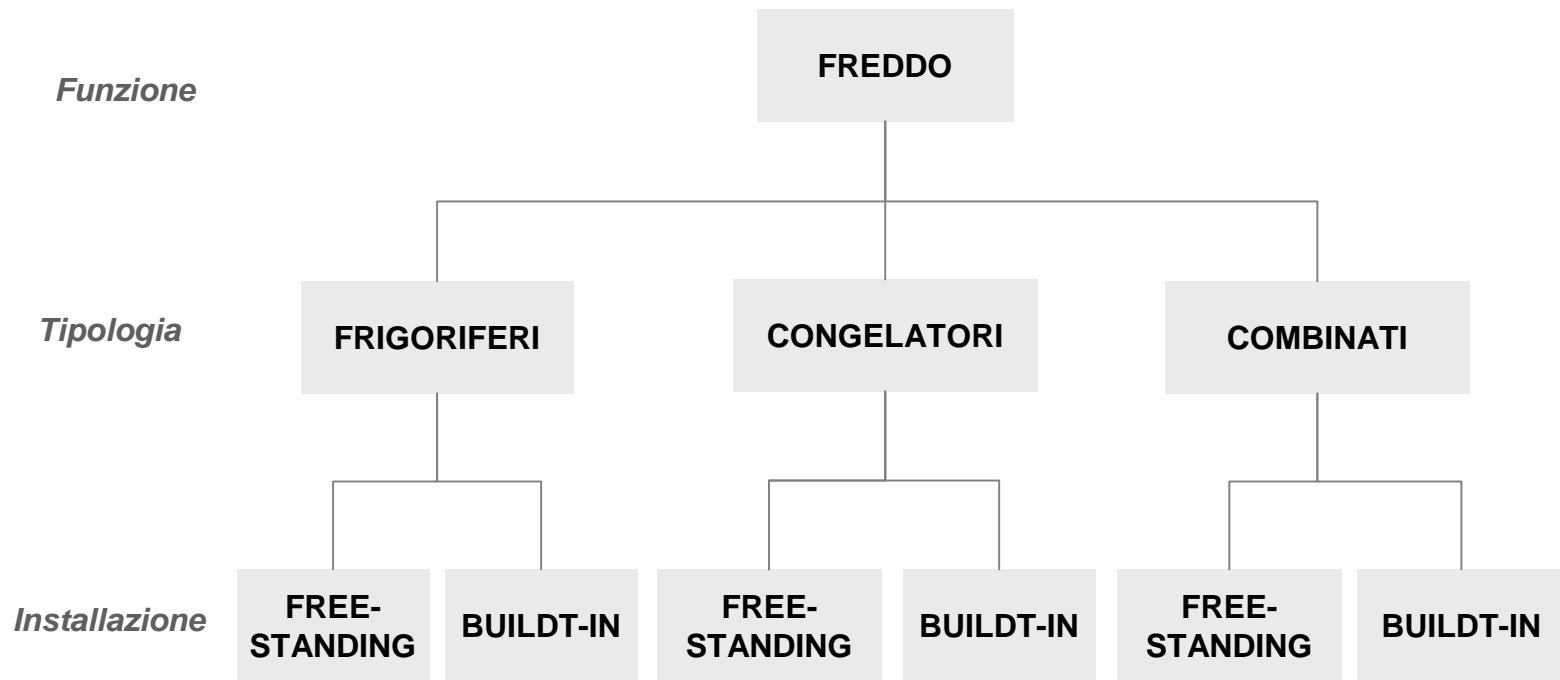 FREDDO
Funzione
Tipologia
FRIGORIFERI
CONGELATORI
COMBINATI
Installazione
FREE-
STANDING
BUILDT-IN
FREE-
STANDING
BUILDT-IN
FREE-
STANDING
BUILDT-IN